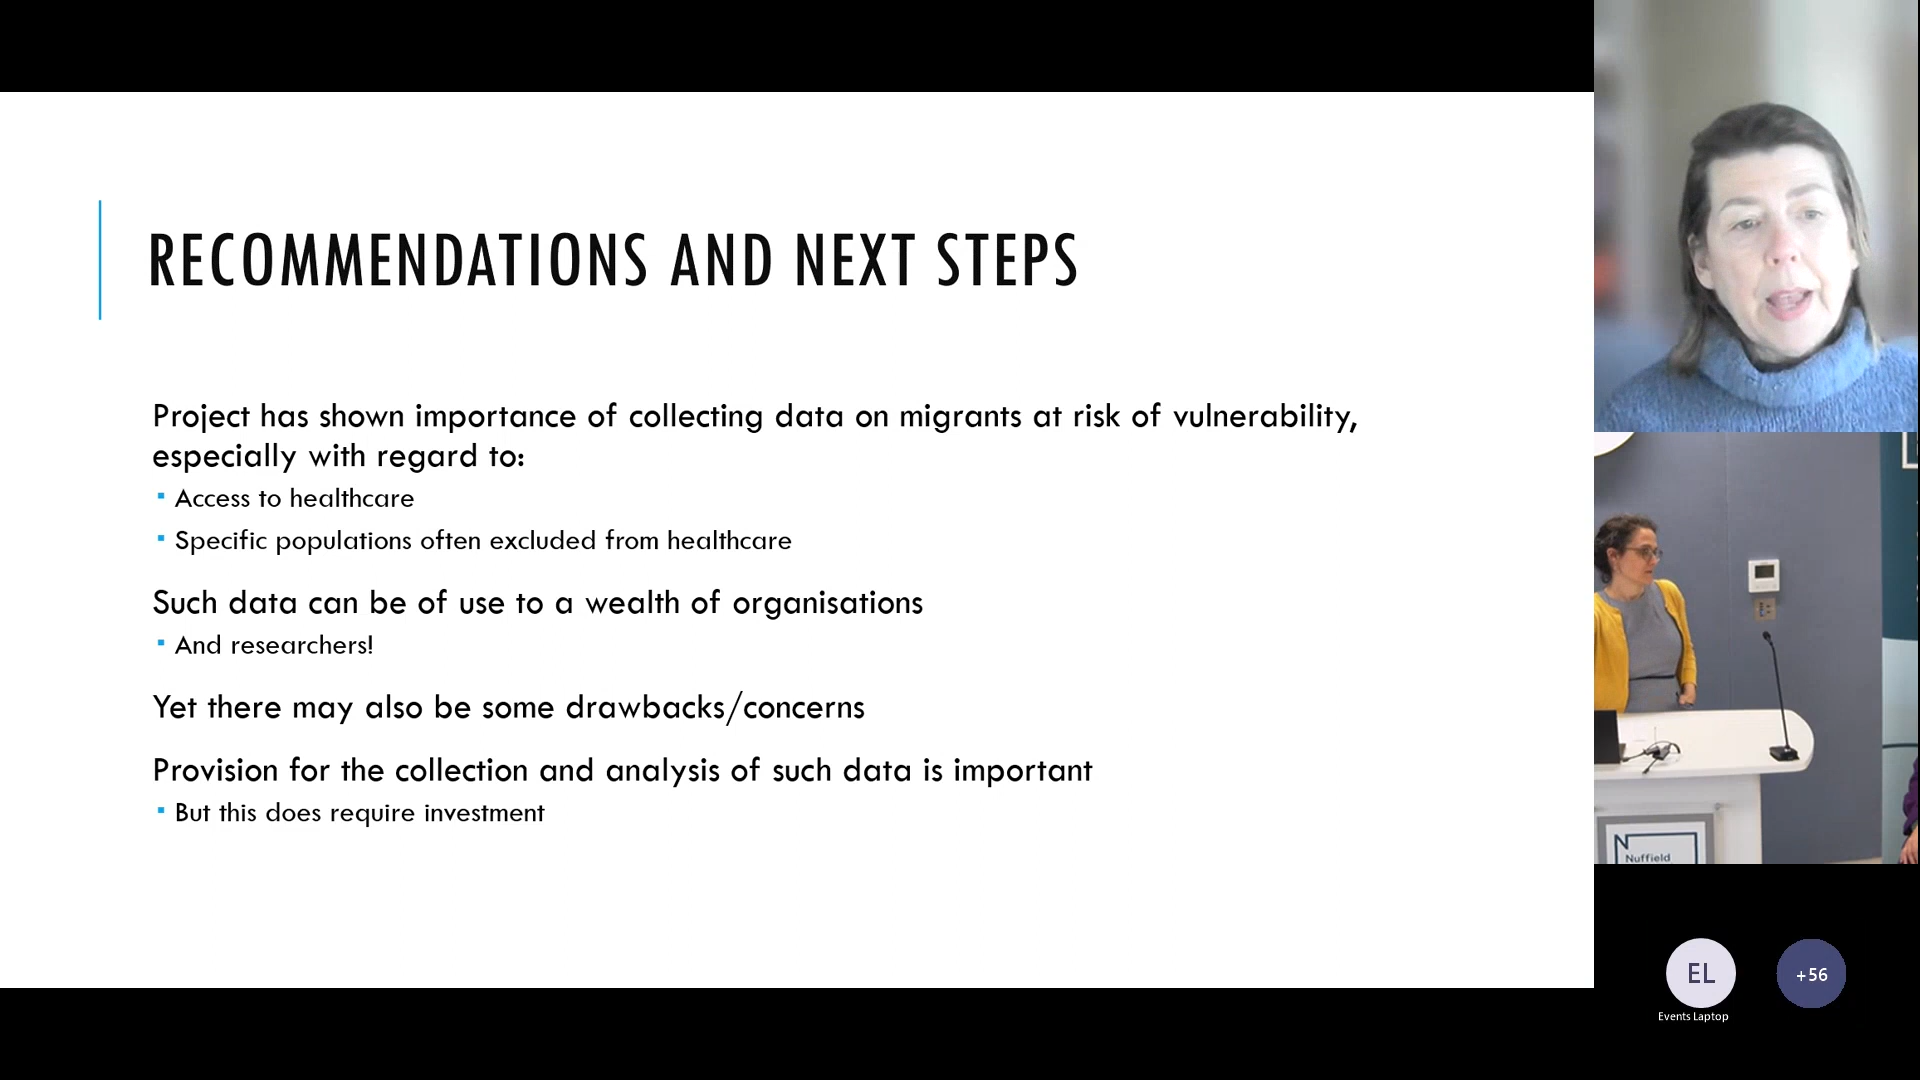 RECOMMENDATIONS AND NEXT STEPS
Project has shown importance of collecting data on migrants at risk of vulnerability,
especially with regard to:
Access to healthcare
Specific populations often excluded from healthcare
Such data can be of use to a wealth of organisations
And researchers!
Yet there may also be some drawbacks/concerns
Provision for the collection and analysis of such data is important
But this does require investment
N
Nuffield
EL
+56
Events Laptop